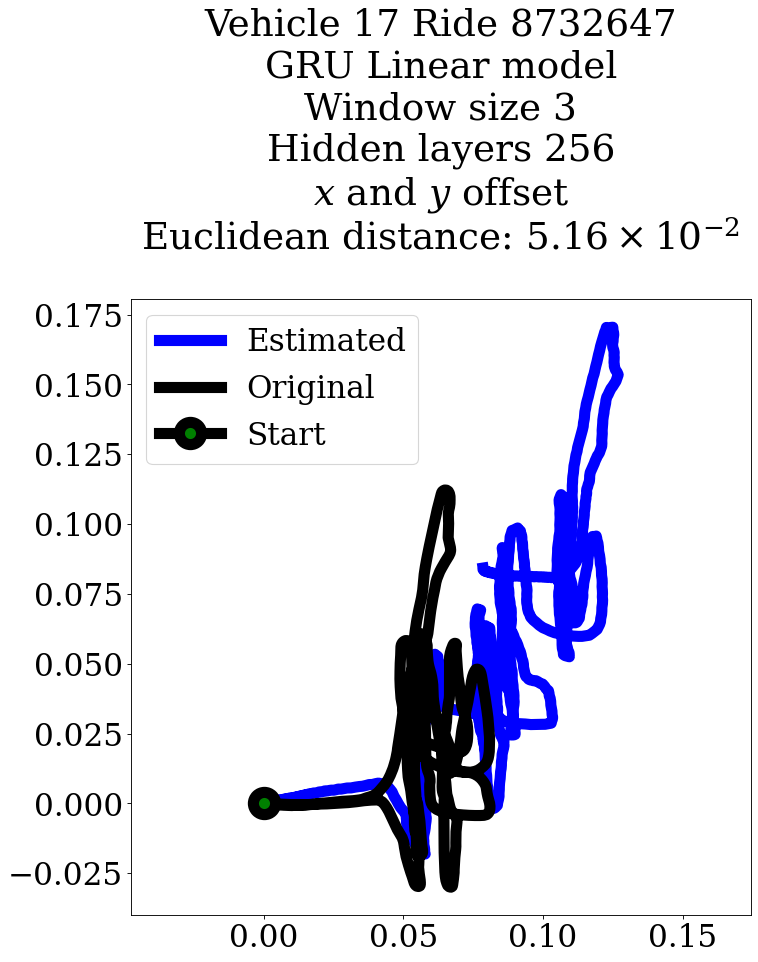 Vehicle 17 Ride 8732647
GRU Linear model
Window size 3
Hidden layers 256
x and y offset
Euclidean distance: 5.16 × 10⁻²
0.175
0.150
0.125
0.100
0.075
0.050
0.025
0.000
−0.025
Estimated
Original
Start
0.00 0.05 0.10 0.15